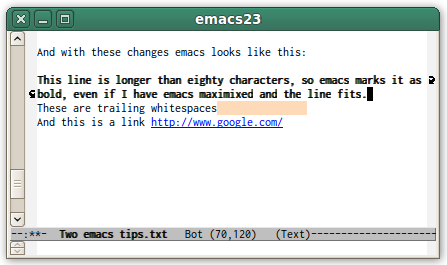 emacs23
And with these changes emacs looks like this:
This line is longer than eighty characters, so emacs marks it as
bold, even if I have emacs maximixed and the line fits.
These are trailing whitespaces
And this is a link http://www.google.com/
--:**-  Two emacs tips.txt   Bot (70,120)   (Text)--------------------